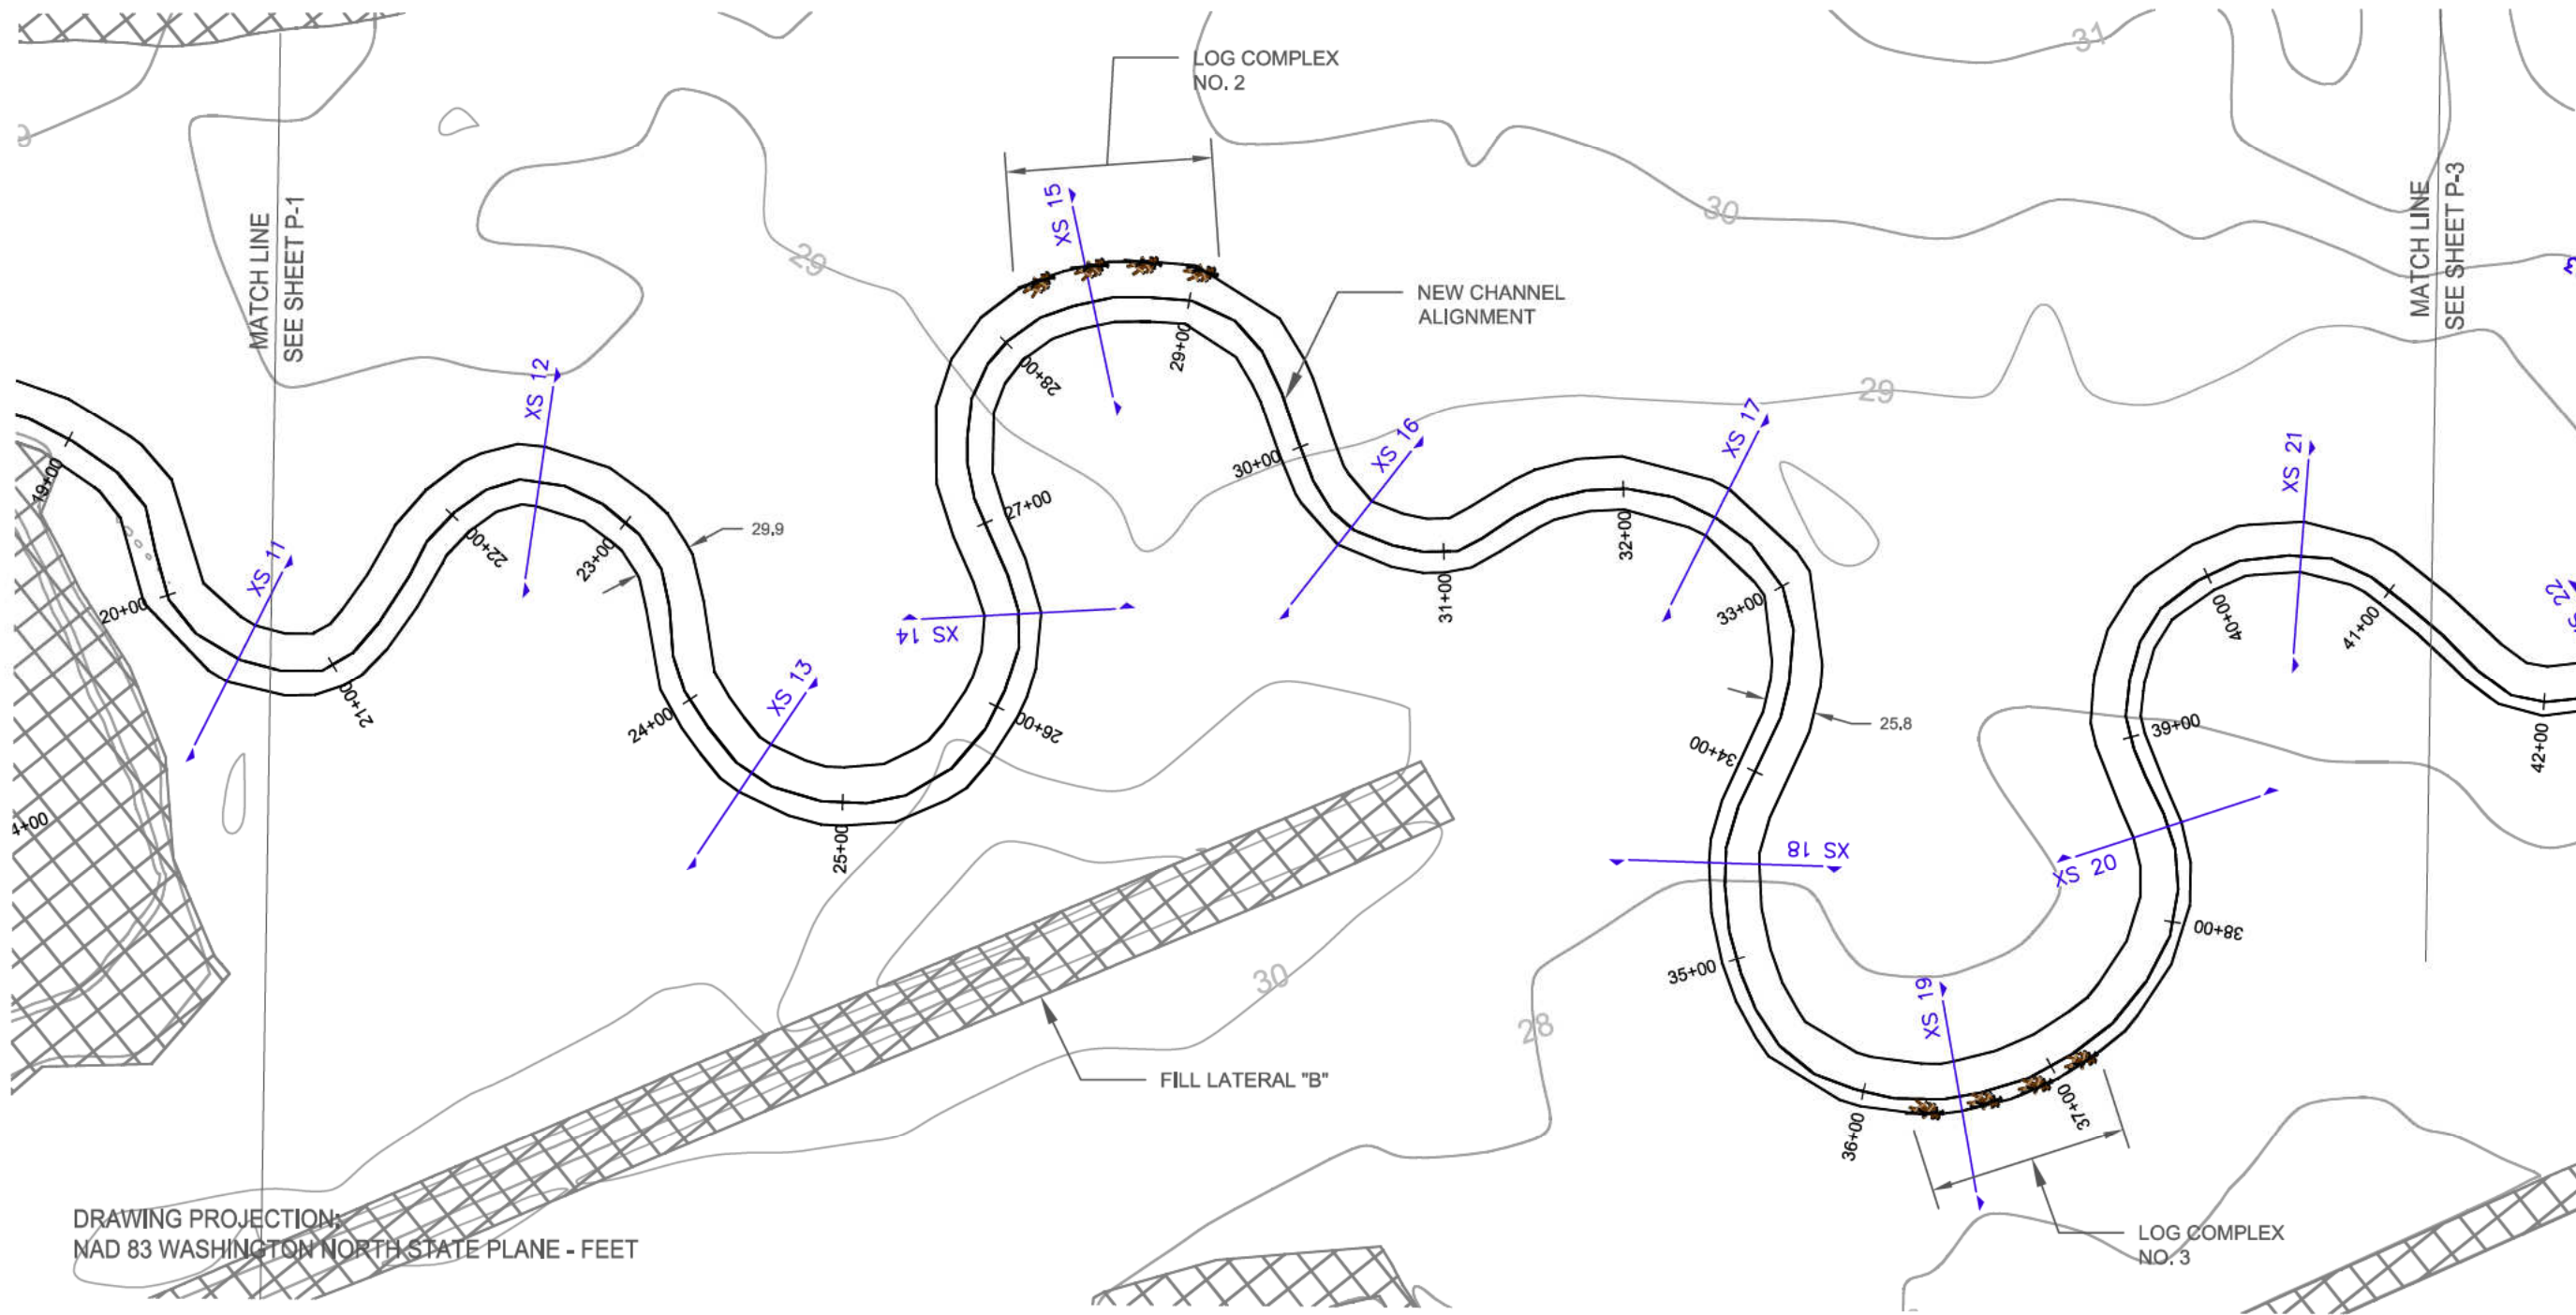 LOG COMPLEX
NO. 2
31
9
MATCH LINE
SEE SHEET P-1
MATCH LINE
SEE SHEET P-3
XS 15
30
29
NEW CHANNEL
ALIGNMENT
29+00
28+00
XS 12
29
XS 16
XS 17
XS 21
30+00
19+00
27+00
29.9
22+00
23+00
32+00
XS 11
20+00
31+00
33+00
22
40+00
41+00
XS 14
XS 13
21+00
24+00
26+00
25.8
39+00
42+00
34+00
4+00
25+00
XS 18
XS 20
38+00
35+00
30
XS 19
28
FILL LATERAL "B"
36+00
37+00
DRAWING PROJECTION:
NAD 83 WASHINGTON NORTH STATE PLANE - FEET
LOG COMPLEX
NO. 3